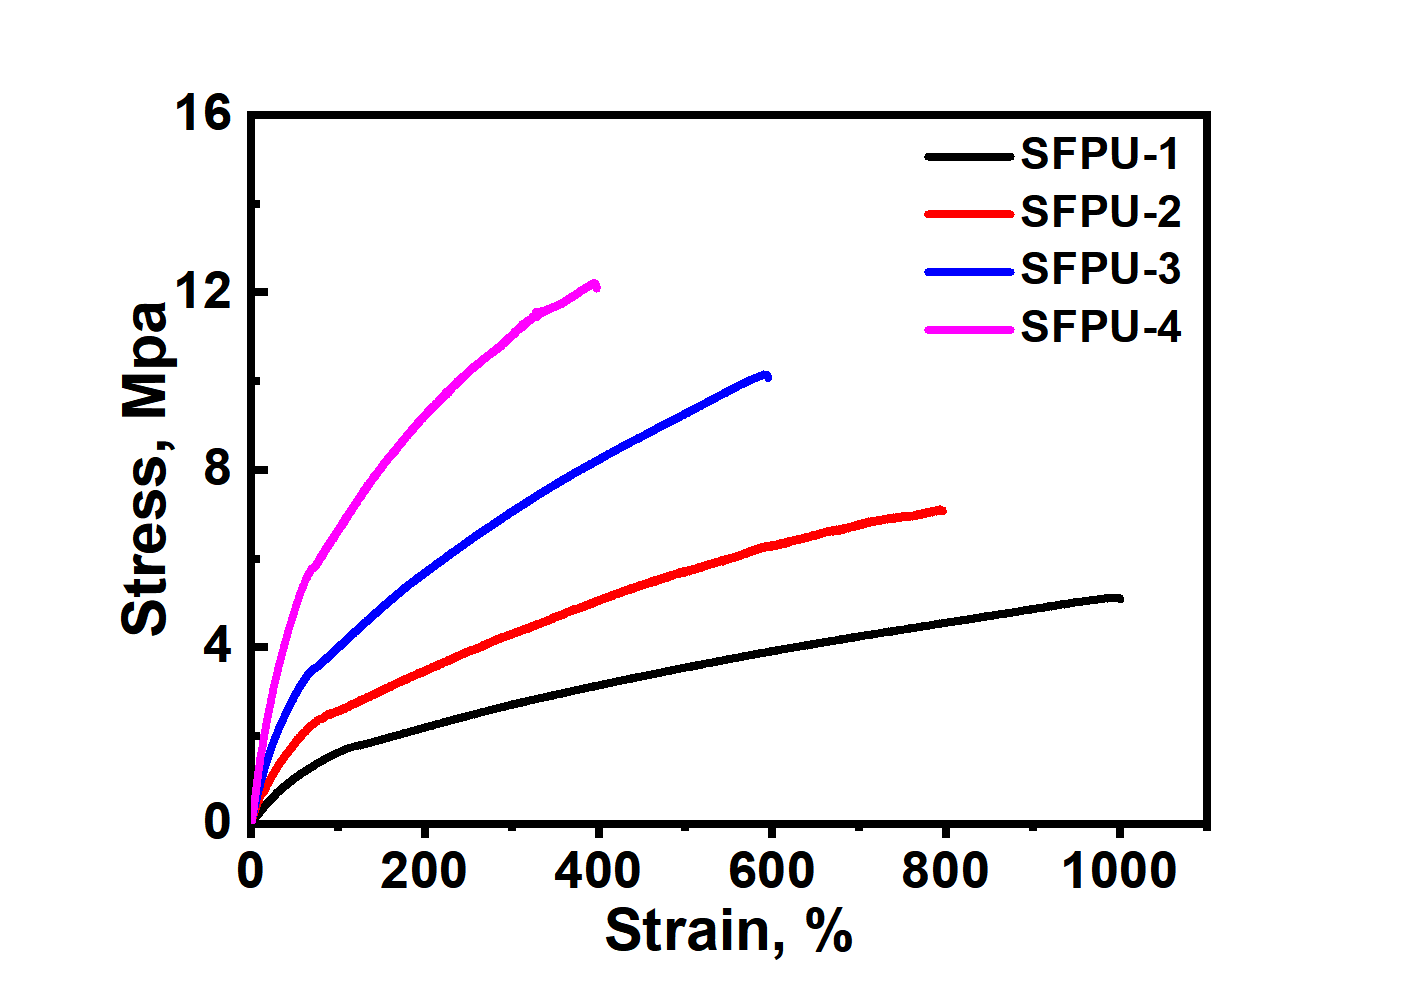 16
12
8
4
0
Stress, Mpa
SFPU-1
SFPU-2
SFPU-3
SFPU-4
0 200 400 600 800 1000
Strain, %